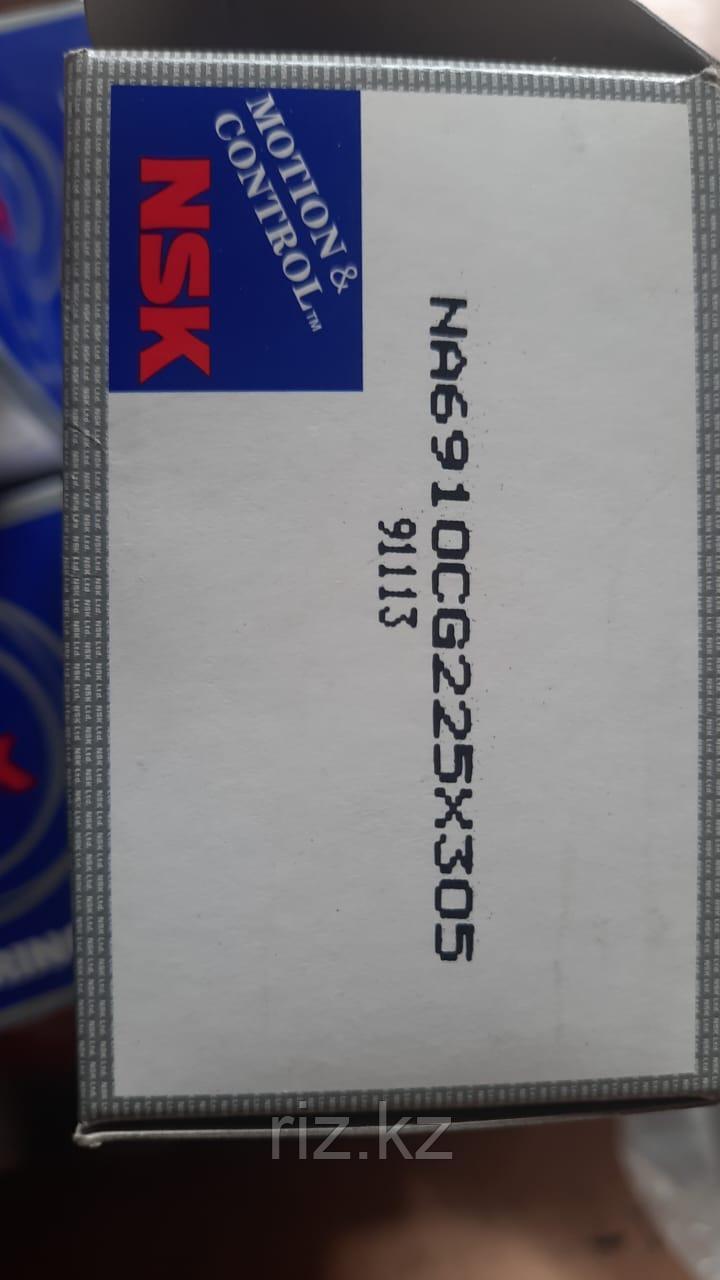 MOTION &
CONTROL™
NSK
NA6910CG225X305
91113
riz.kz